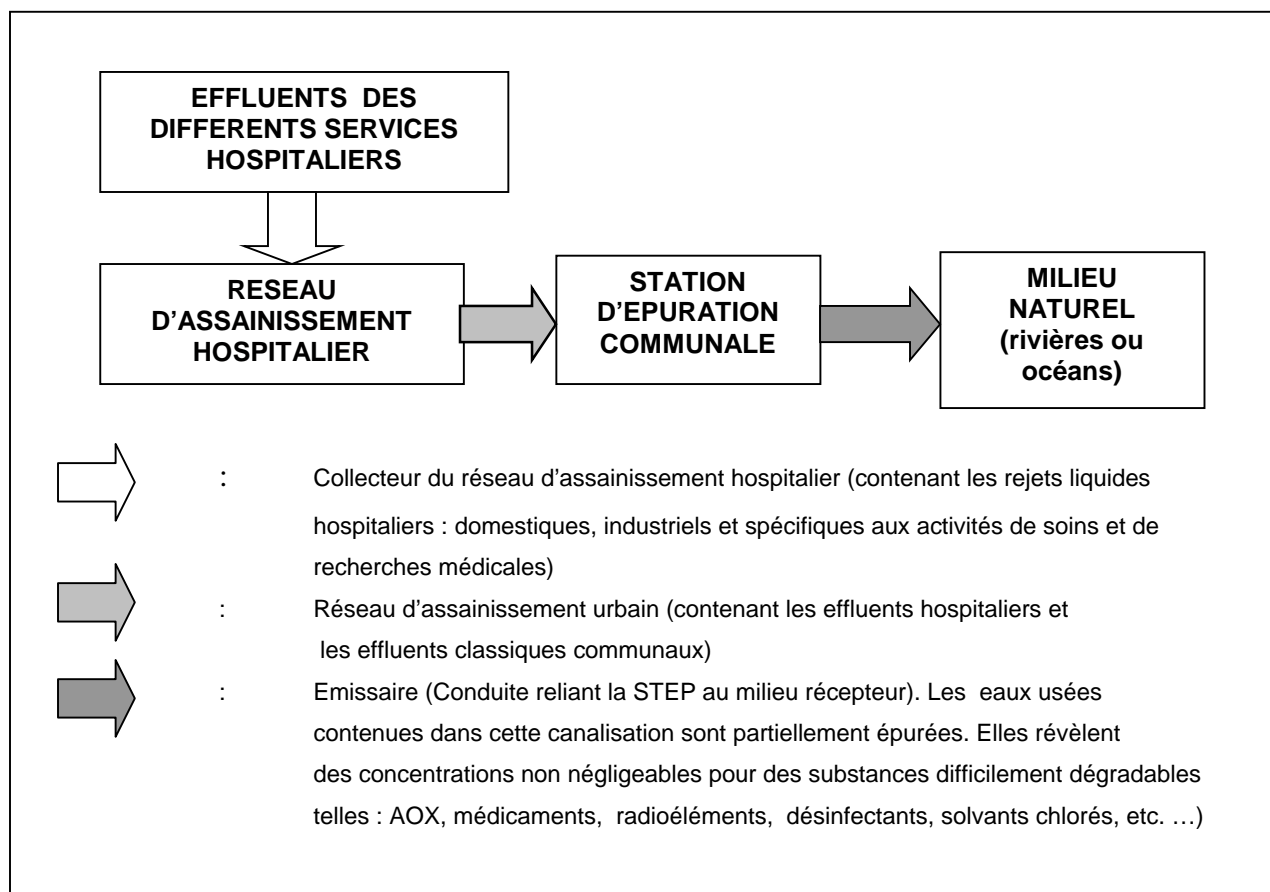 EFFLUENTS DES
DIFFERENTS SERVICES
HOSPITALIERS
RESEAU
D'ASSAINISSEMENT
HOSPITALIER
STATION
D'EPURATION
COMMUNALE
MILIEU
NATUREL
(rivières ou
océans)
: Collecteur du réseau d'assainissement hospitalier (contenant les rejets liquides
hospitaliers : domestiques, industriels et spécifiques aux activités de soins et de
recherches médicales)
: Réseau d'assainissement urbain (contenant les effluents hospitaliers et
les effluents classiques communaux)
: Emissaire (Conduite reliant la STEP au milieu récepteur). Les eaux usées
contenues dans cette canalisation sont partiellement épurées. Elles révèlent
des concentrations non négligeables pour des substances difficilement dégradables
telles : AOX, médicaments, radioéléments, désinfectants, solvants chlorés, etc. …)